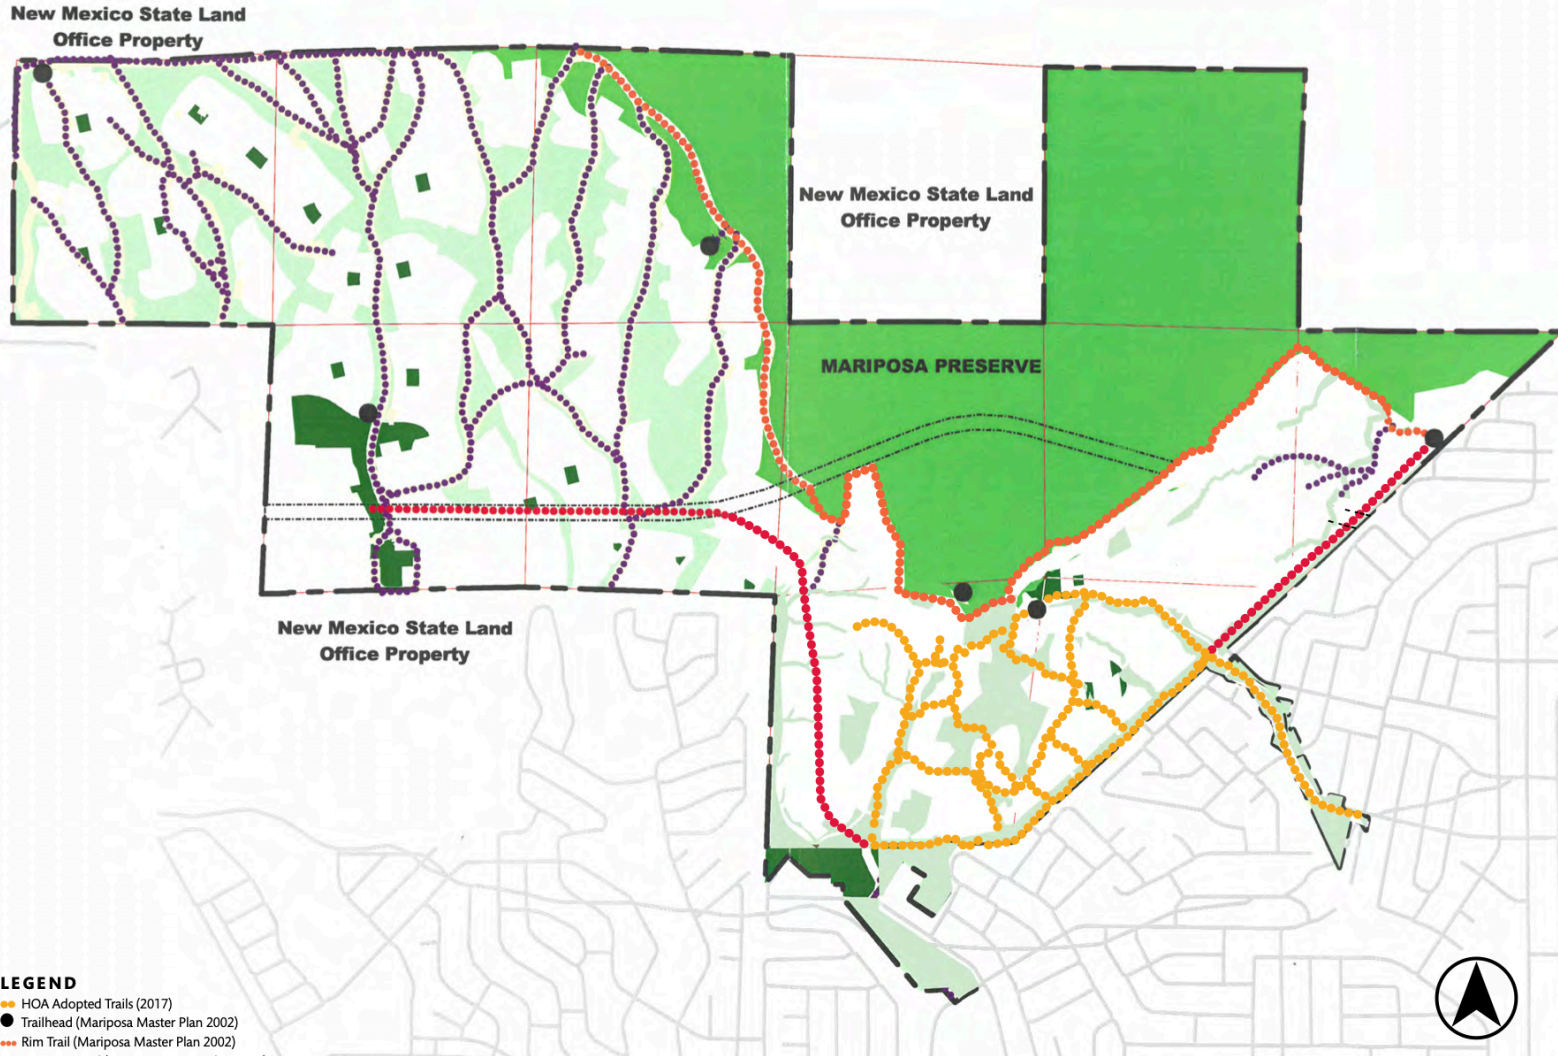 New Mexico State Land
Office Property
New Mexico State Land
Office Property
MARIPOSA PRESERVE
New Mexico State Land
Office Property
LEGEND
HOA Adopted Trails (2017)
Trailhead (Mariposa Master Plan 2002)
Rim Trail (Mariposa Master Plan 2002)